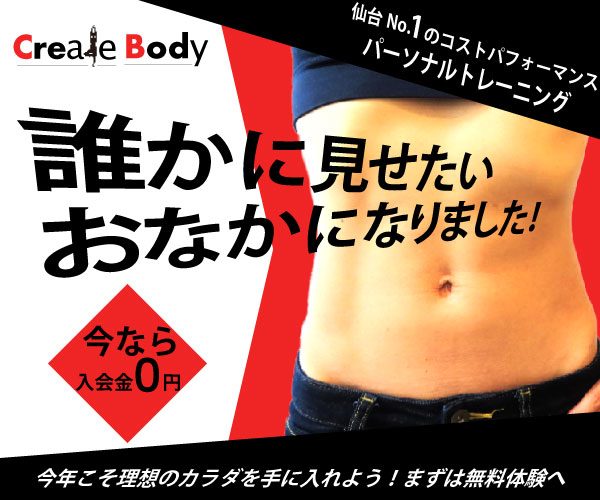 Create Body
仙台No.1のコストパフォーマンス
パーソナルトレーニング
誰かに見せたい
おなかになりました!
今なら
入会金0円
今年こそ理想のカラダを手に入れよう！まずは無料体験へ